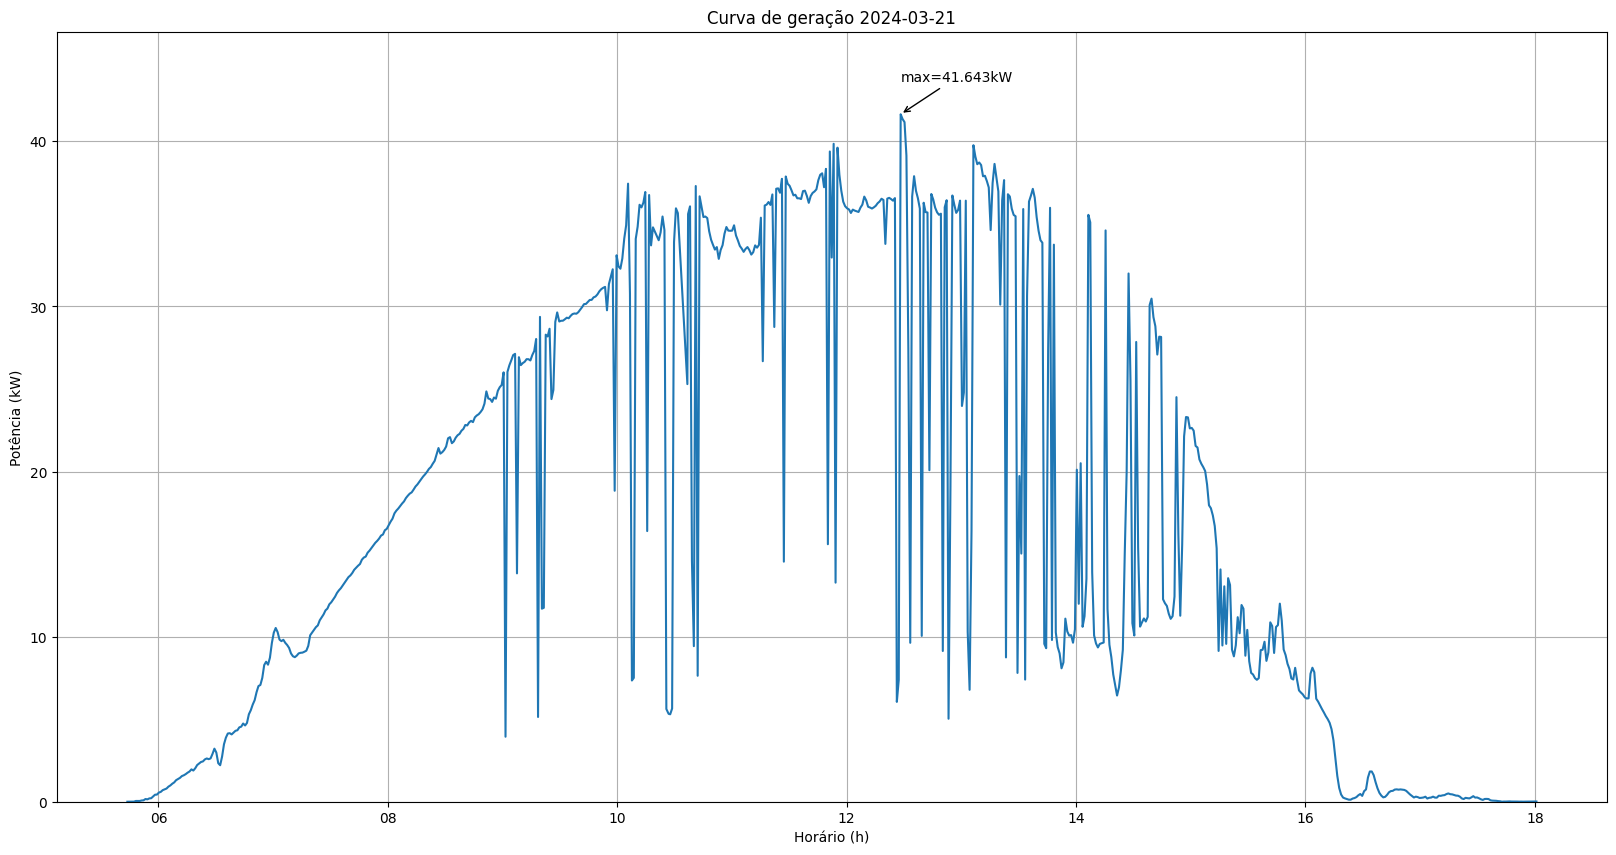 Curva de geração 2024-03-21
max=41.643kW
40
30
20
10
0
Potência (kW)
06 08 10 12 14 16 18
Horário (h)